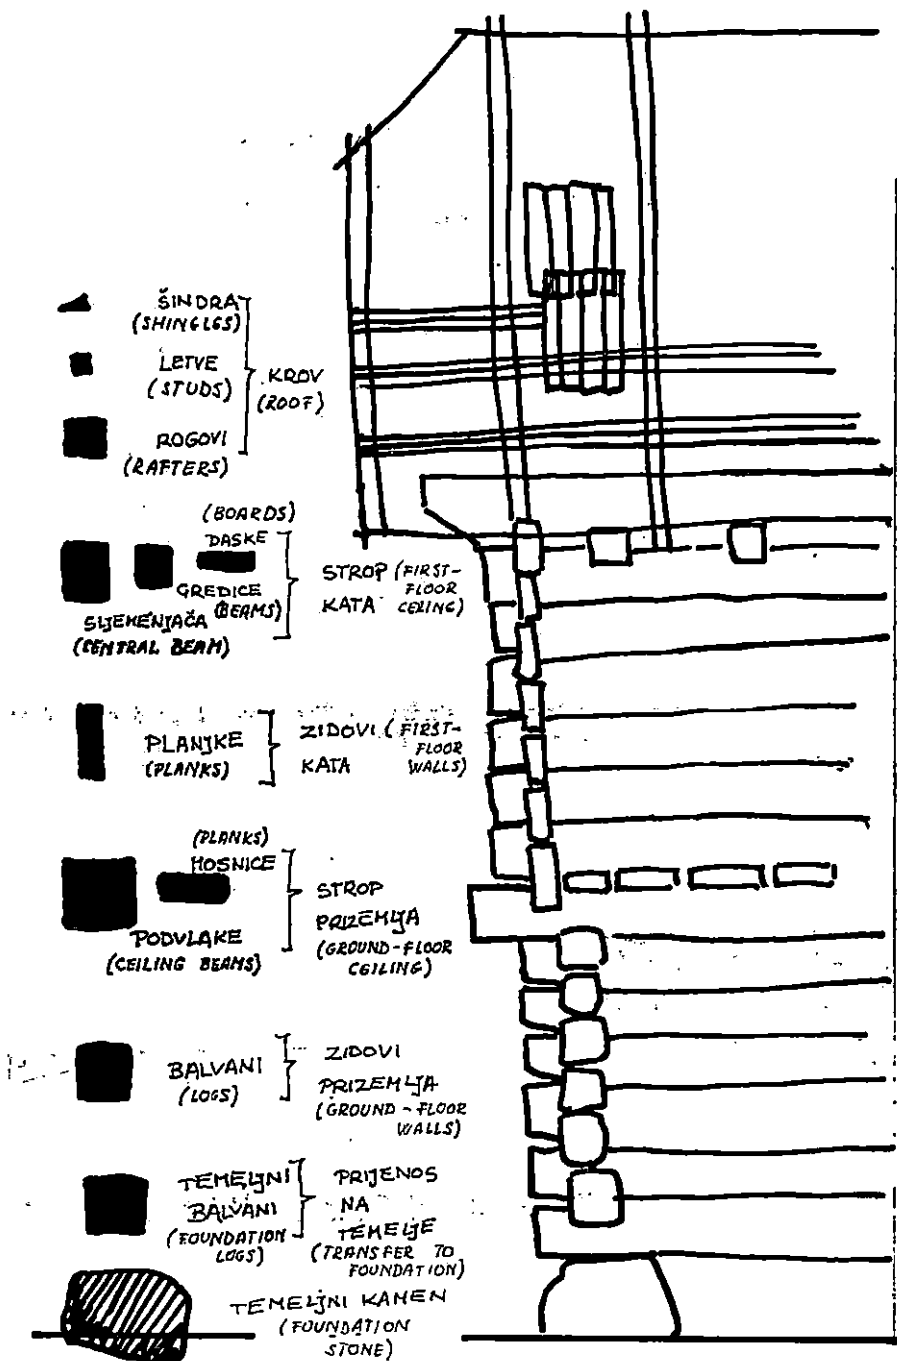 ŠINDRA
(SHINGLES)
LETVE
(STUDS)
ROGOVI
(RAFTERS)
KROV
(ROOF)
(BOARDS)
DASKE
GREDICE
(BEAMS)
SLJEMENJAČA
(CENTRAL BEAM)
STROP (FIRST-
FLOOR
KATA CEILING)
PLANJKE
(PLANKS)
ZIDOVI (FIRST-
FLOOR
KATA WALLS)
(PLANKS)
MOSNICE
PODVLAKE
(CEILING BEAMS)
STROP
PRIZEMLJA
(GROUND-FLOOR
CEILING)
BALVANI
(LOGS)
ZIDOVI
PRIZEMLJA
(GROUND-FLOOR
WALLS)
TEMELJNI
BALVANI
(FOUNDATION
LOGS)
PRIJENOS
NA
TEMELJE
(TRANSFER TO
FOUNDATION)
TEMELJNI KAMEN
(FOUNDATION
STONE)